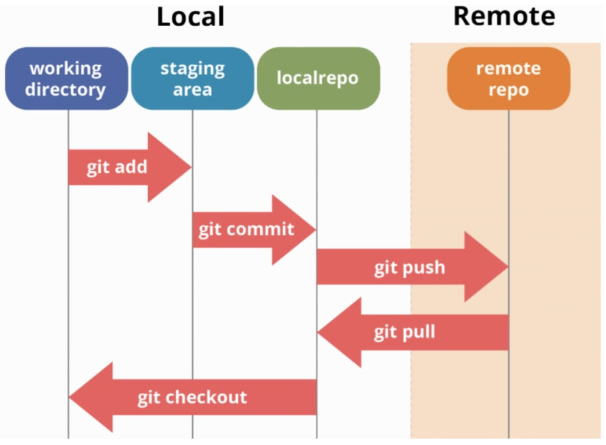 Local
Remote
working
directory
staging
area
localrepo
remote
repo
git add
git commit
git push
git pull
git checkout